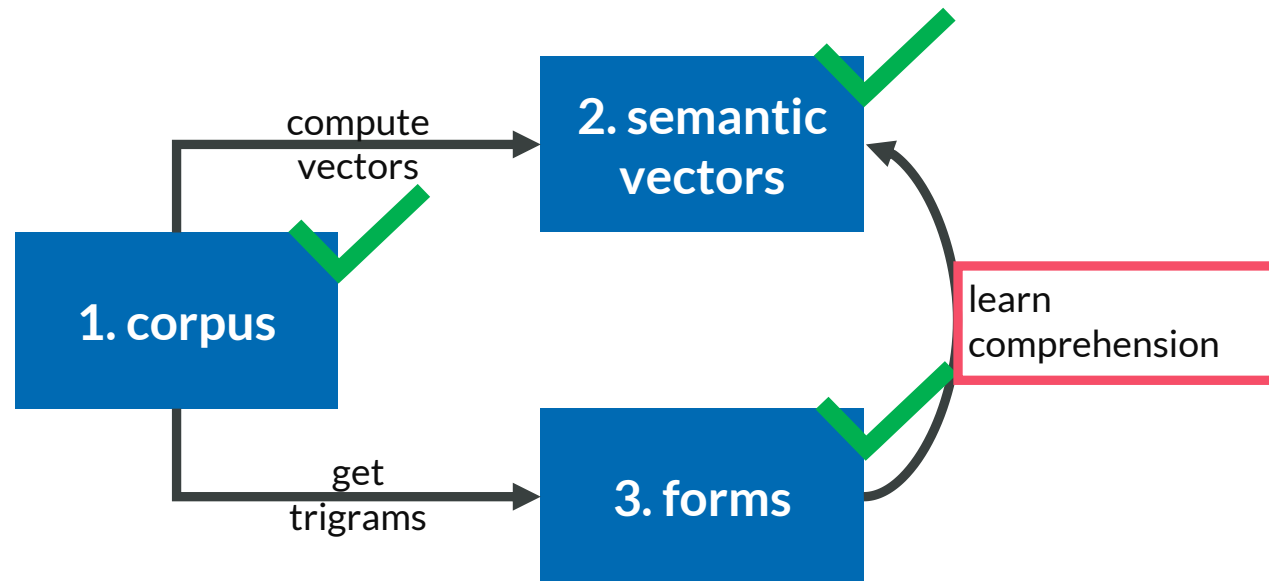 compute
vectors
2. semantic
vectors
1. corpus
learn
comprehension
get
trigrams
3. forms